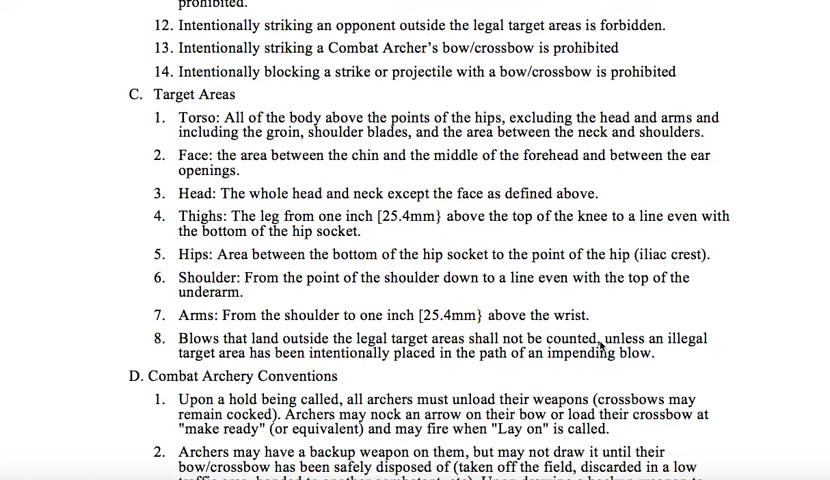 prohibited.
12. Intentionally striking an opponent outside the legal target areas is forbidden.
13. Intentionally striking a Combat Archer's bow/crossbow is prohibited
14. Intentionally blocking a strike or projectile with a bow/crossbow is prohibited
C. Target Areas
1. Torso: All of the body above the points of the hips, excluding the head and arms and
including the groin, shoulder blades, and the area between the neck and shoulders.
2. Face: the area between the chin and the middle of the forehead and between the ear
openings.
3. Head: The whole head and neck except the face as defined above.
4. Thighs: The leg from one inch [25.4mm} above the top of the knee to a line even with
the bottom of the hip socket.
5. Hips: Area between the bottom of the hip socket to the point of the hip (iliac crest).
6. Shoulder: From the point of the shoulder down to a line even with the top of the
underarm.
7. Arms: From the shoulder to one inch [25.4mm} above the wrist.
8. Blows that land outside the legal target areas shall not be counted, unless an illegal
target area has been intentionally placed in the path of an impending blow.
D. Combat Archery Conventions
1. Upon a hold being called, all archers must unload their weapons (crossbows may
remain cocked). Archers may nock an arrow on their bow or load their crossbow at
"make ready" (or equivalent) and may fire when "Lay on" is called.
2. Archers may have a backup weapon on them, but may not draw it until their
bow/crossbow has been safely disposed of (taken off the field, discarded in a low